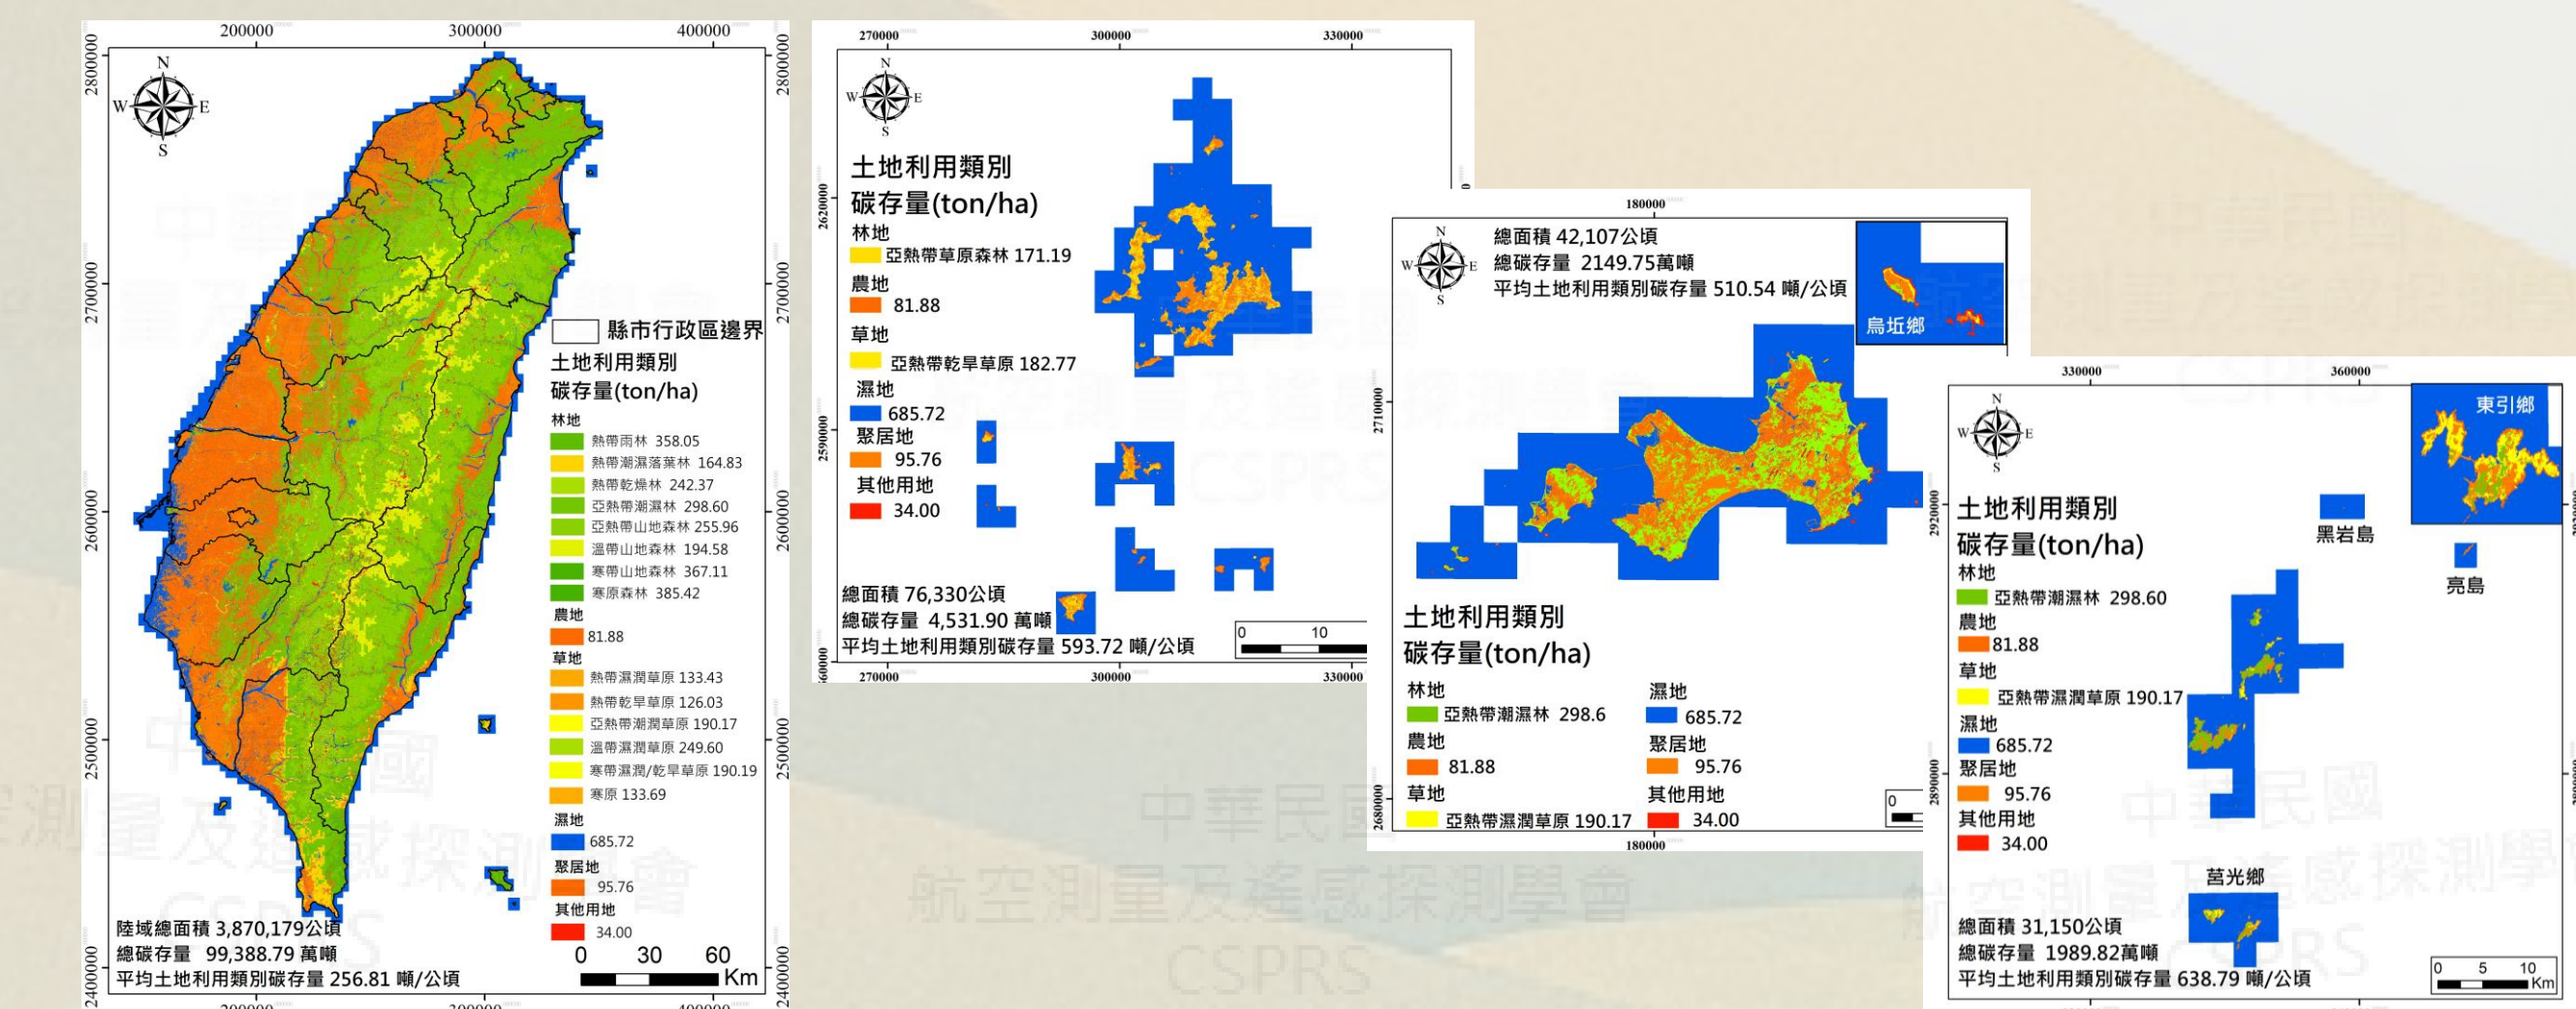 200000 300000 400000
2800000
2700000
2600000
2500000
2400000
N
W E
S
縣市行政區邊界
土地利用類別
碳存量(ton/ha)
林地
熱帶雨林 358.05
熱帶潮濕落葉林 164.83
熱帶乾燥林 242.37
亞熱帶潮濕林 298.60
亞熱帶山地森林 255.96
溫帶山地森林 194.58
寒帶山地森林 367.11
寒原森林 385.42
農地
81.88
草地
熱帶濕潤草原 133.43
熱帶乾旱草原 126.03
亞熱帶潮潤草原 190.17
溫帶濕潤草原 249.60
寒帶濕潤/乾旱草原 190.19
寒原 133.69
濕地
685.72
聚居地
95.76
其他用地
34.00
陸域總面積 3,870,179公頃
總碳存量 99,388.79 萬噸
平均土地利用類別碳存量 256.81 噸/公頃
0 30 60
Km
270000 300000 330000
2620000
2590000
N
W E
S
土地利用類別
碳存量(ton/ha)
林地
亞熱帶草原森林 171.19
農地
81.88
草地
亞熱帶乾旱草原 182.77
濕地
685.72
聚居地
95.76
其他用地
34.00
總面積 76,330公頃
總碳存量 4,531.90 萬噸
平均土地利用類別碳存量 593.72 噸/公頃
0 10
270000 300000 330000
180000
2710000
2680000
N
W E
S
總面積 42,107公頃
總碳存量 2149.75萬噸
平均土地利用類別碳存量 510.54 噸/公頃
烏坵鄉
土地利用類別
碳存量(ton/ha)
林地
亞熱帶潮濕林 298.6
農地
81.88
草地
亞熱帶濕潤草原 190.17
濕地
685.72
聚居地
95.76
其他用地
34.00
0
180000
330000 360000
2920000
2890000
N
W E
S
東引鄉
黑岩島
亮島
土地利用類別
碳存量(ton/ha)
林地
亞熱帶潮濕林 298.60
農地
81.88
草地
亞熱帶濕潤草原 190.17
濕地
685.72
聚居地
95.76
其他用地
34.00
莒光鄉
總面積 31,150公頃
總碳存量 1989.82萬噸
平均土地利用類別碳存量 638.79 噸/公頃
0 5 10
Km
中華民國
航空測量及遙感探測學會
CSPRS